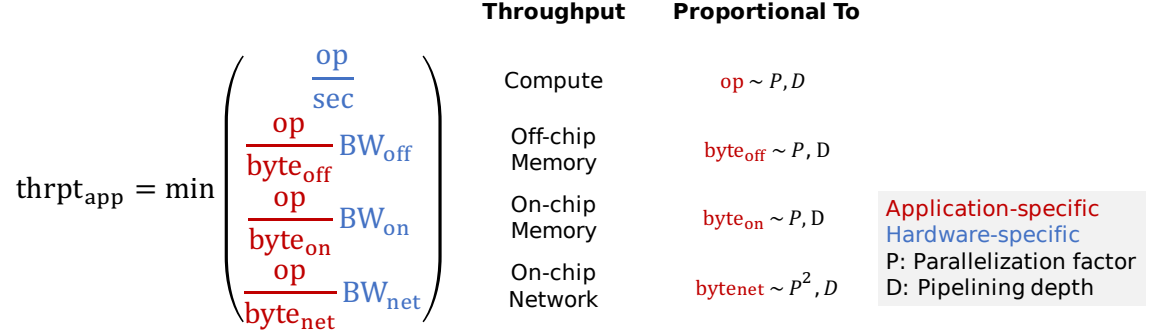 Throughput Proportional To
thrpt_app = min
op
sec
Compute
op ~ P, D
op
byte_off
BW_off
Off-chip
Memory
byte_off ~ P, D
op
byte_on
BW_on
On-chip
Memory
byte_on ~ P, D
op
byte_net
BW_net
On-chip
Network
bytenet ~ P², D
Application-specific
Hardware-specific
P: Parallelization factor
D: Pipelining depth